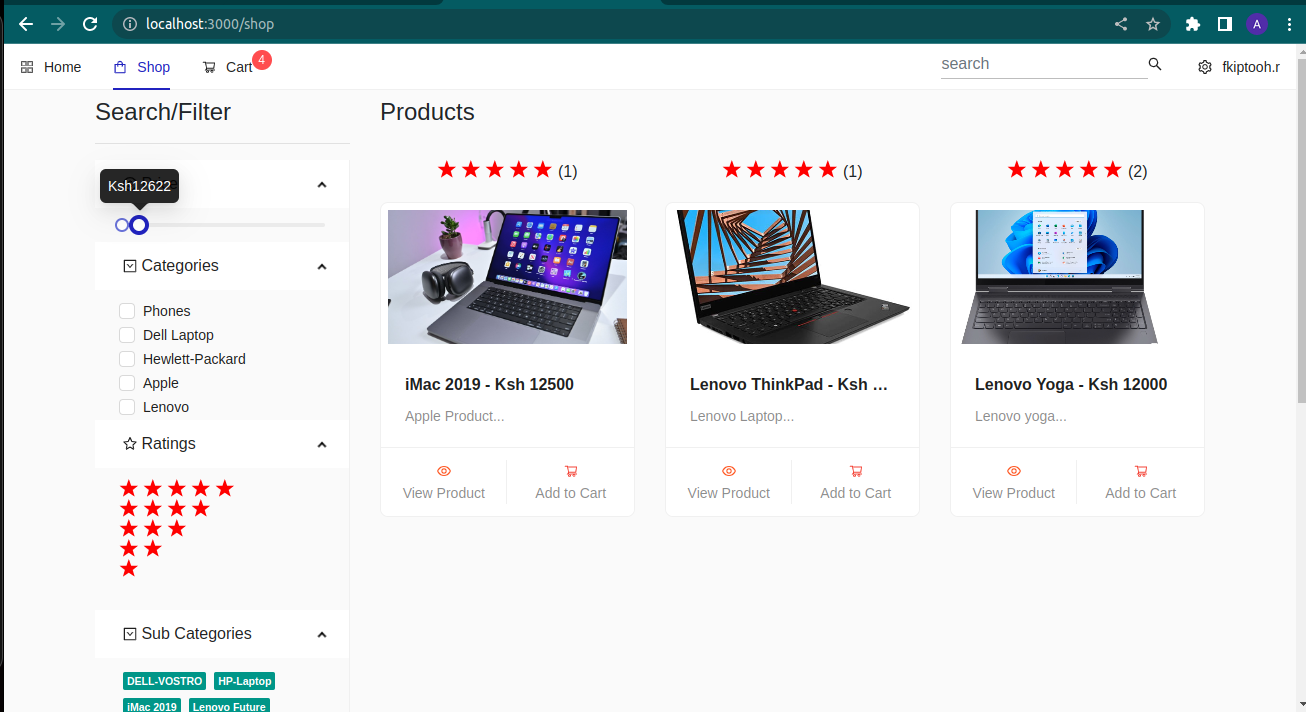 localhost:3000/shop
A
Home
Shop
Cart
4
search
fkiptooh.r
Search/Filter
Ksh12622
Categories
Phones
Dell Laptop
Hewlett-Packard
Apple
Lenovo
Ratings
Sub Categories
DELL-VOSTRO
HP-Laptop
iMac 2019
Lenovo Future
Products
(1)
iMac 2019 - Ksh 12500
Apple Product...
View Product
Add to Cart
(1)
Lenovo ThinkPad - Ksh …
Lenovo Laptop...
View Product
Add to Cart
(2)
Lenovo Yoga - Ksh 12000
Lenovo yoga...
View Product
Add to Cart